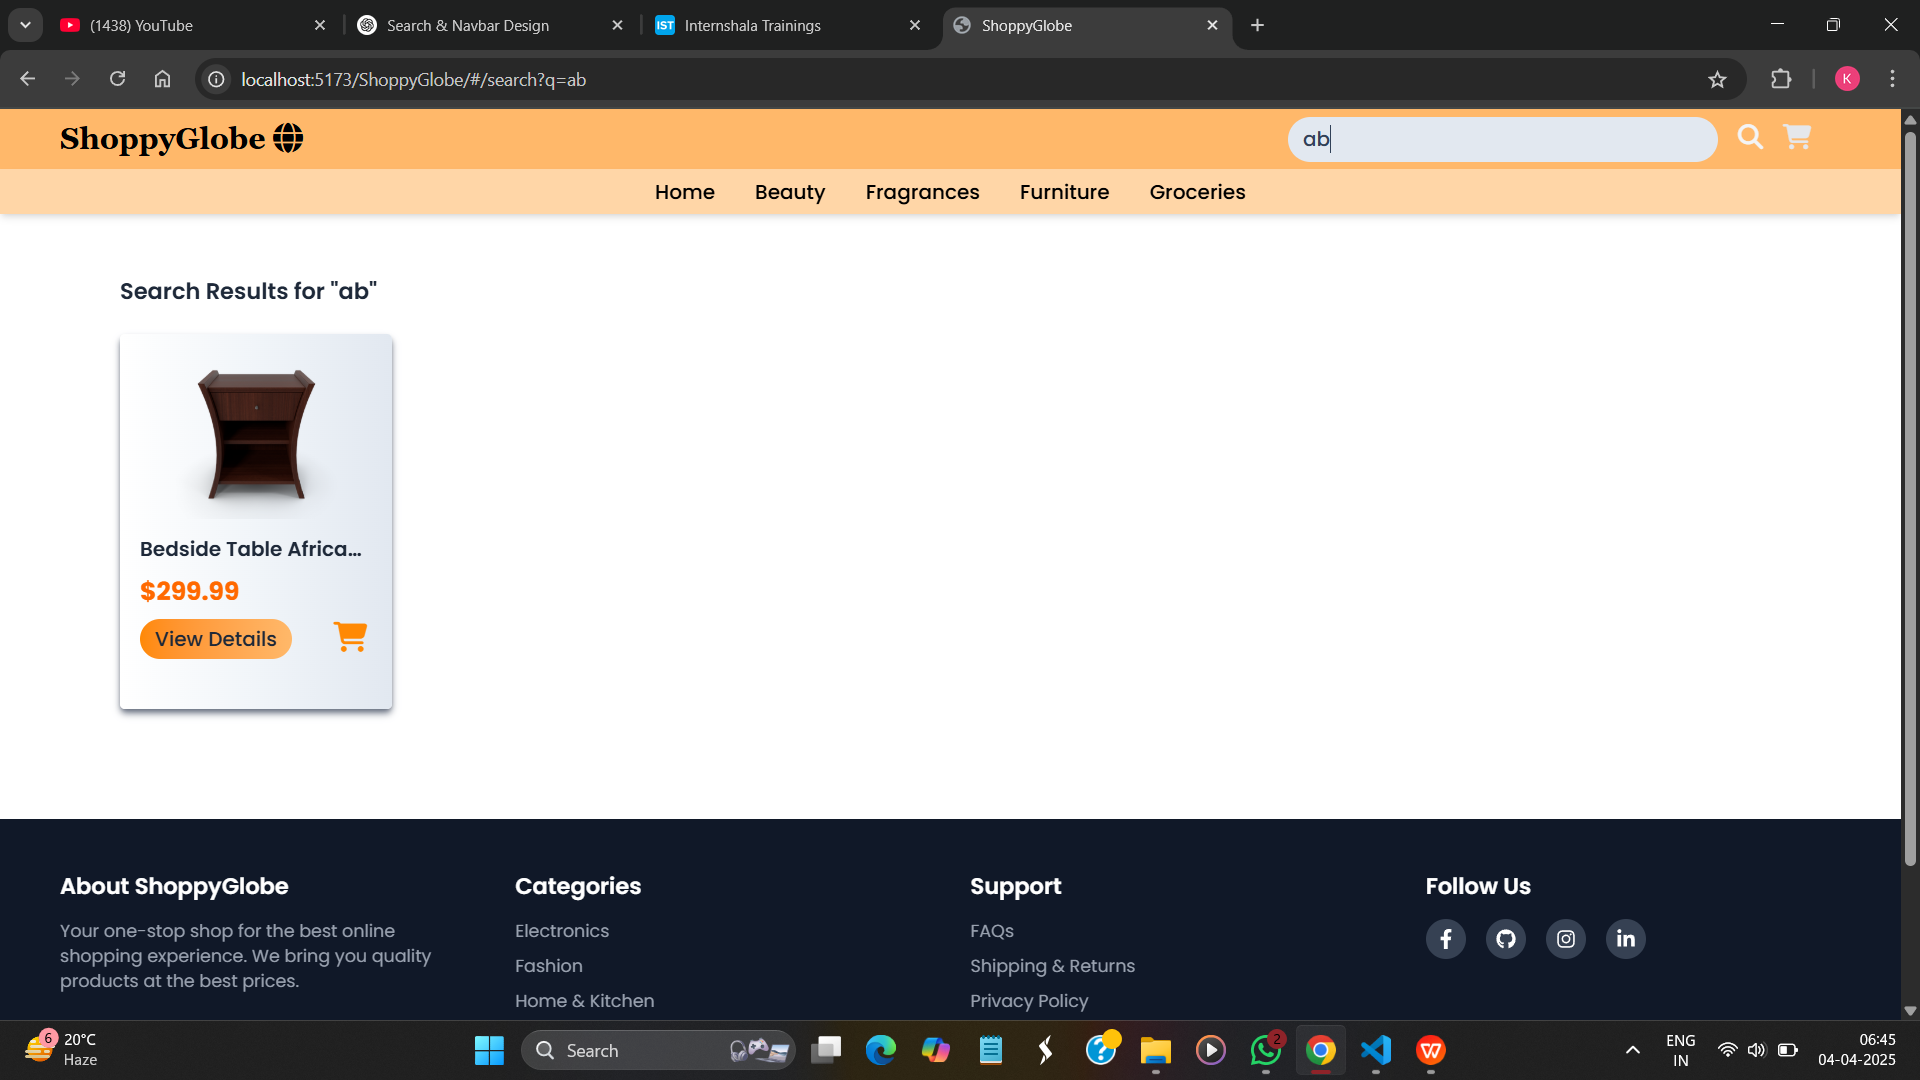 (1438) YouTube
Search & Navbar Design
IST Internshala Trainings
ShoppyGlobe
localhost:5173/ShoppyGlobe/#/search?q=ab
K
ShoppyGlobe
ab
Home Beauty Fragrances Furniture Groceries
Search Results for "ab"
Bedside Table Africa...
$299.99
View Details
About ShoppyGlobe
Your one-stop shop for the best online
shopping experience. We bring you quality
products at the best prices.
Categories
Electronics
Fashion
Home & Kitchen
Support
FAQs
Shipping & Returns
Privacy Policy
Follow Us
6
20°C
Haze
Search
2
ENG
IN
06:45
04-04-2025